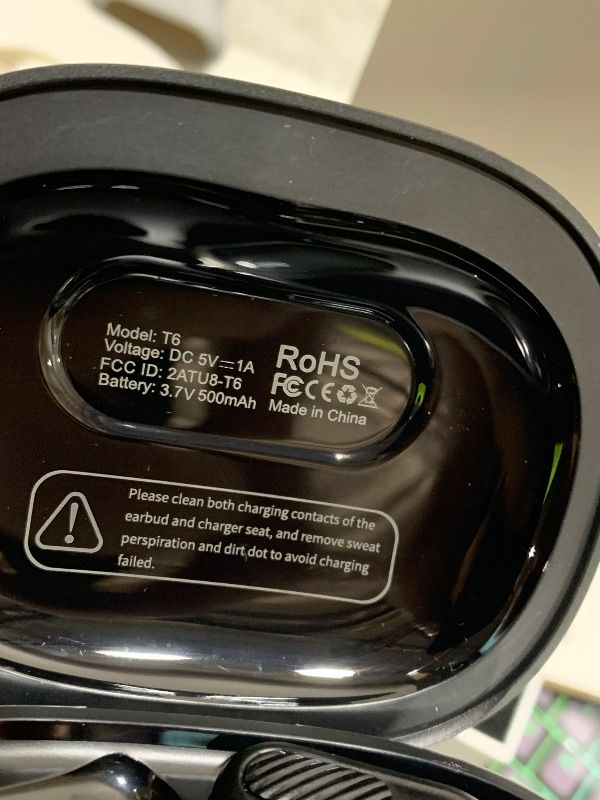 Model: T6
Voltage: DC 5V⎓1A
FCC ID: 2ATU8-T6
Battery: 3.7V 500mAh
RoHS
FC CE
Made in China
Please clean both charging contacts of the
earbud and charger seat, and remove sweat
perspiration and dirt dot to avoid charging
failed.